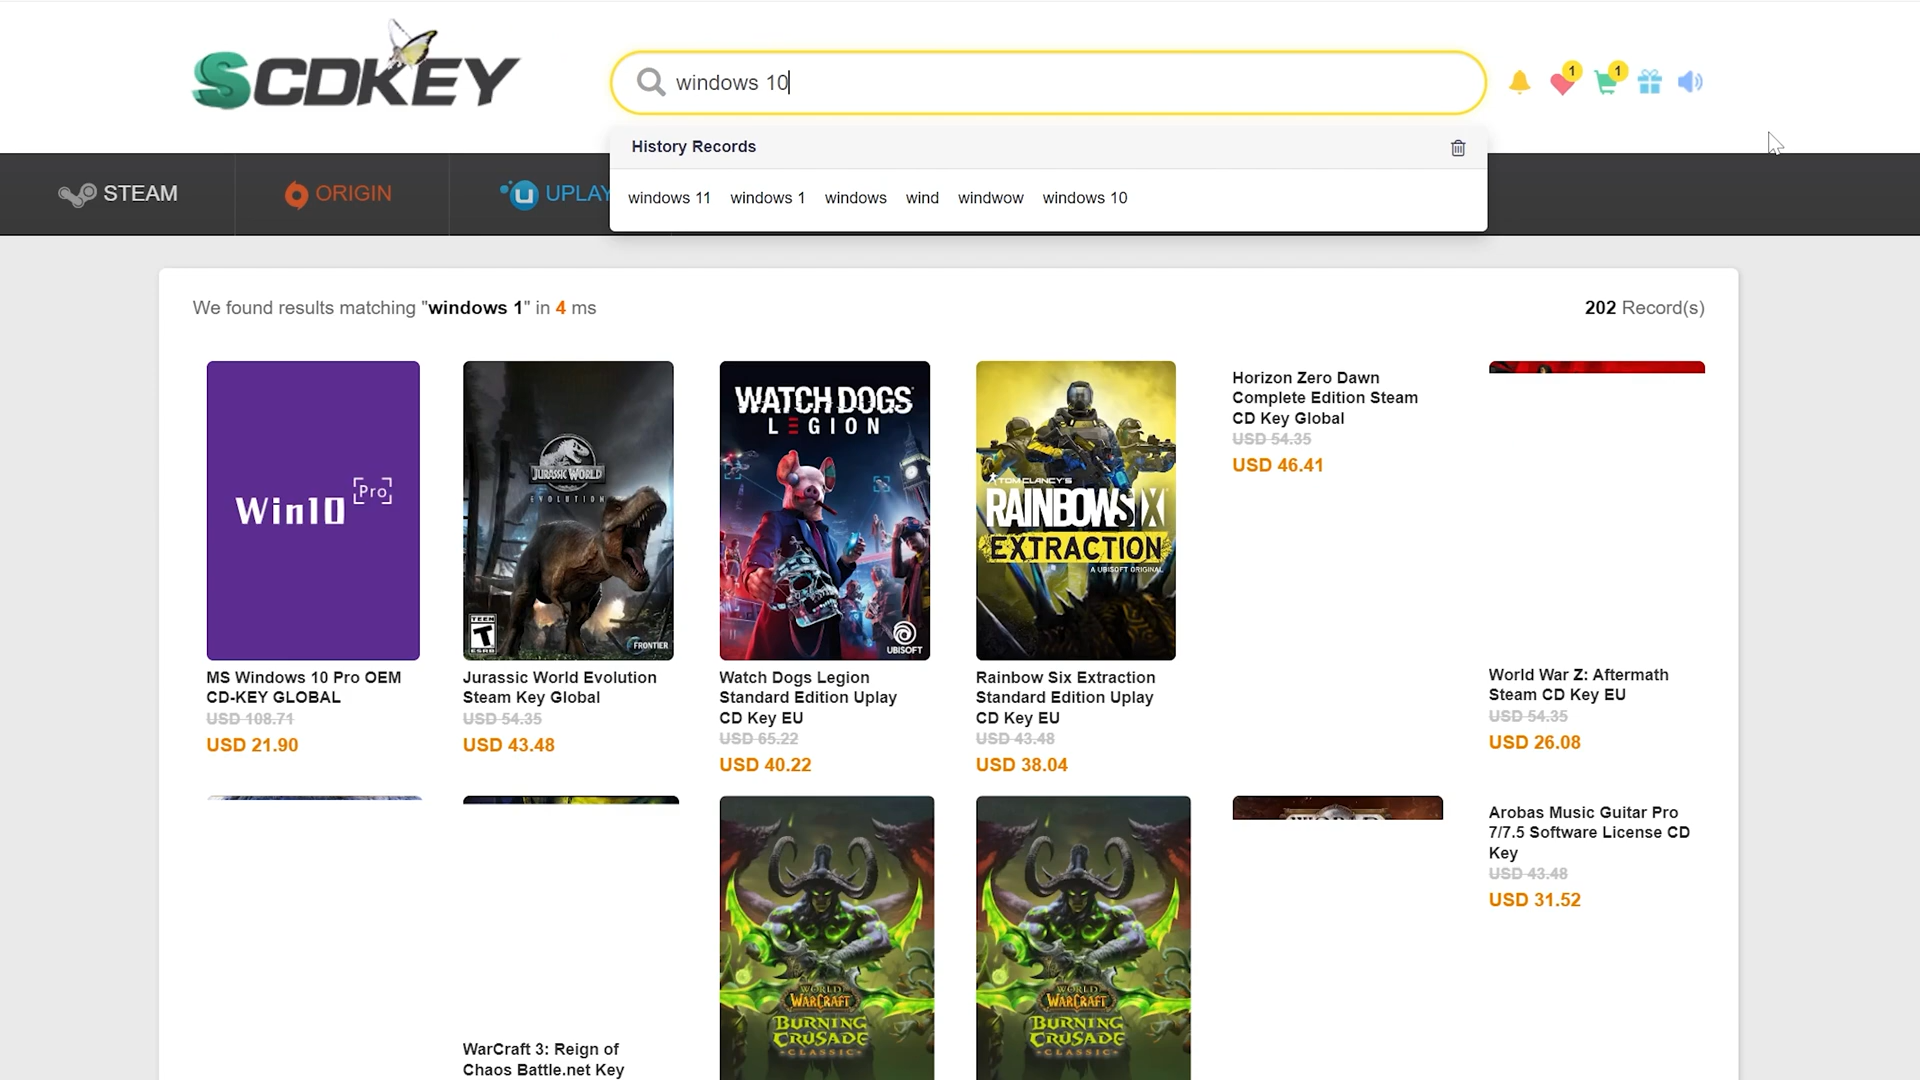 SCDKEY
windows 10
1
1
History Records
windows 11 windows 1 windows wind windwow windows 10
STEAM
ORIGIN
UPLAY
We found results matching "windows 1" in 4 ms
202 Record(s)
Win10 Pro
JURASSIC WORLD
EVOLUTION
TEEN
T
ESRB
FRONTIER
WATCH DOGS
LEGION
UBISOFT
TOM CLANCY'S
RAINBOW SIX
EXTRACTION
A UBISOFT ORIGINAL
Horizon Zero Dawn
Complete Edition Steam
CD Key Global
USD 54.35
USD 46.41
MS Windows 10 Pro OEM
CD-KEY GLOBAL
USD 108.71
USD 21.90
Jurassic World Evolution
Steam Key Global
USD 54.35
USD 43.48
Watch Dogs Legion
Standard Edition Uplay
CD Key EU
USD 65.22
USD 40.22
Rainbow Six Extraction
Standard Edition Uplay
CD Key EU
USD 43.48
USD 38.04
World War Z: Aftermath
Steam CD Key EU
USD 54.35
USD 26.08
WORLD
WARCRAFT
BURNING
CRUSADE
CLASSIC
WORLD
WARCRAFT
BURNING
CRUSADE
CLASSIC
Arobas Music Guitar Pro
7/7.5 Software License CD
Key
USD 43.48
USD 31.52
WarCraft 3: Reign of
Chaos Battle.net Key